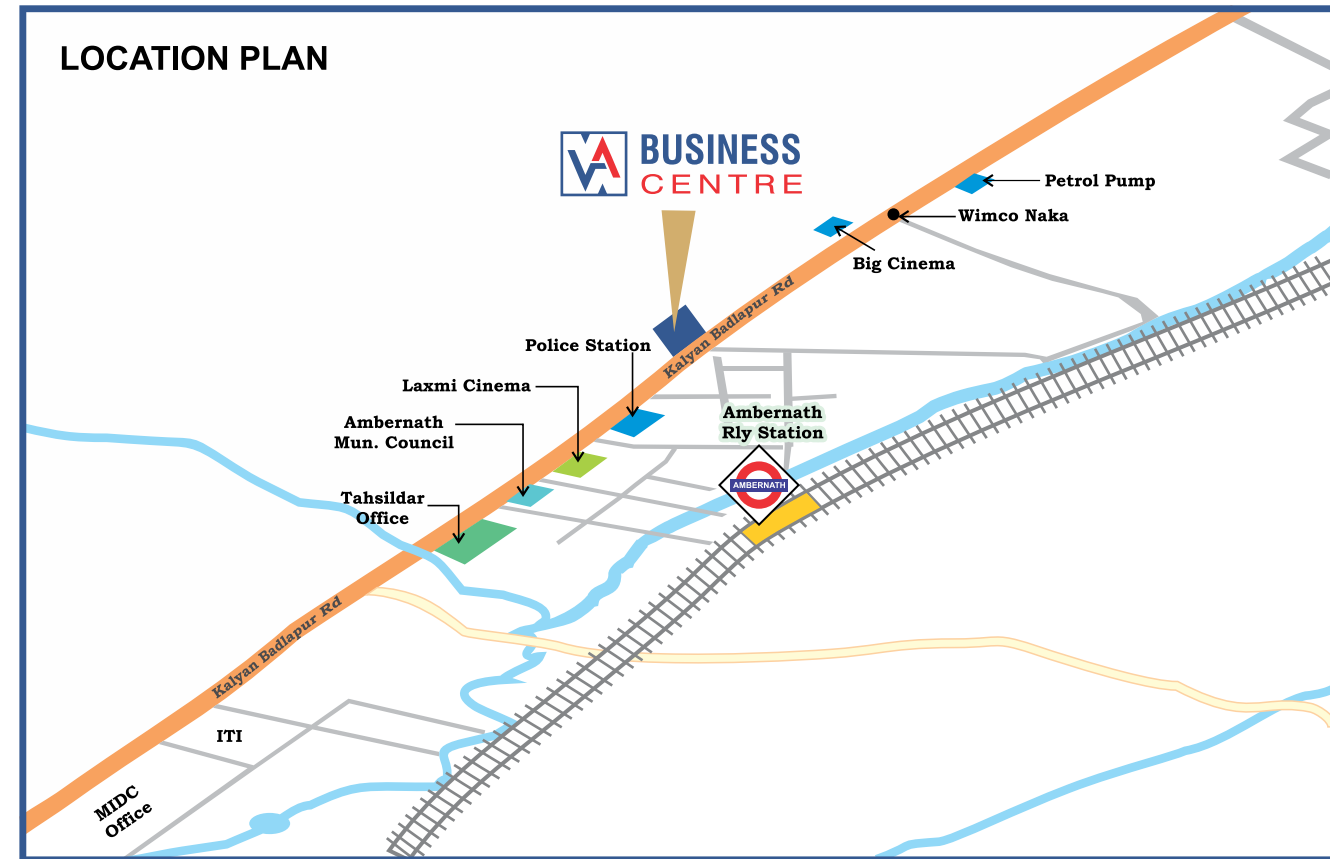 LOCATION PLAN
VA BUSINESS
CENTRE
Petrol Pump
Wimco Naka
Big Cinema
Kalyan Badlapur Rd
Police Station
Laxmi Cinema
Ambernath
Mun. Council
Ambernath
Rly Station
AMBERNATH
Tahsildar
Office
Kalyan Badlapur Rd
ITI
MIDC
Office